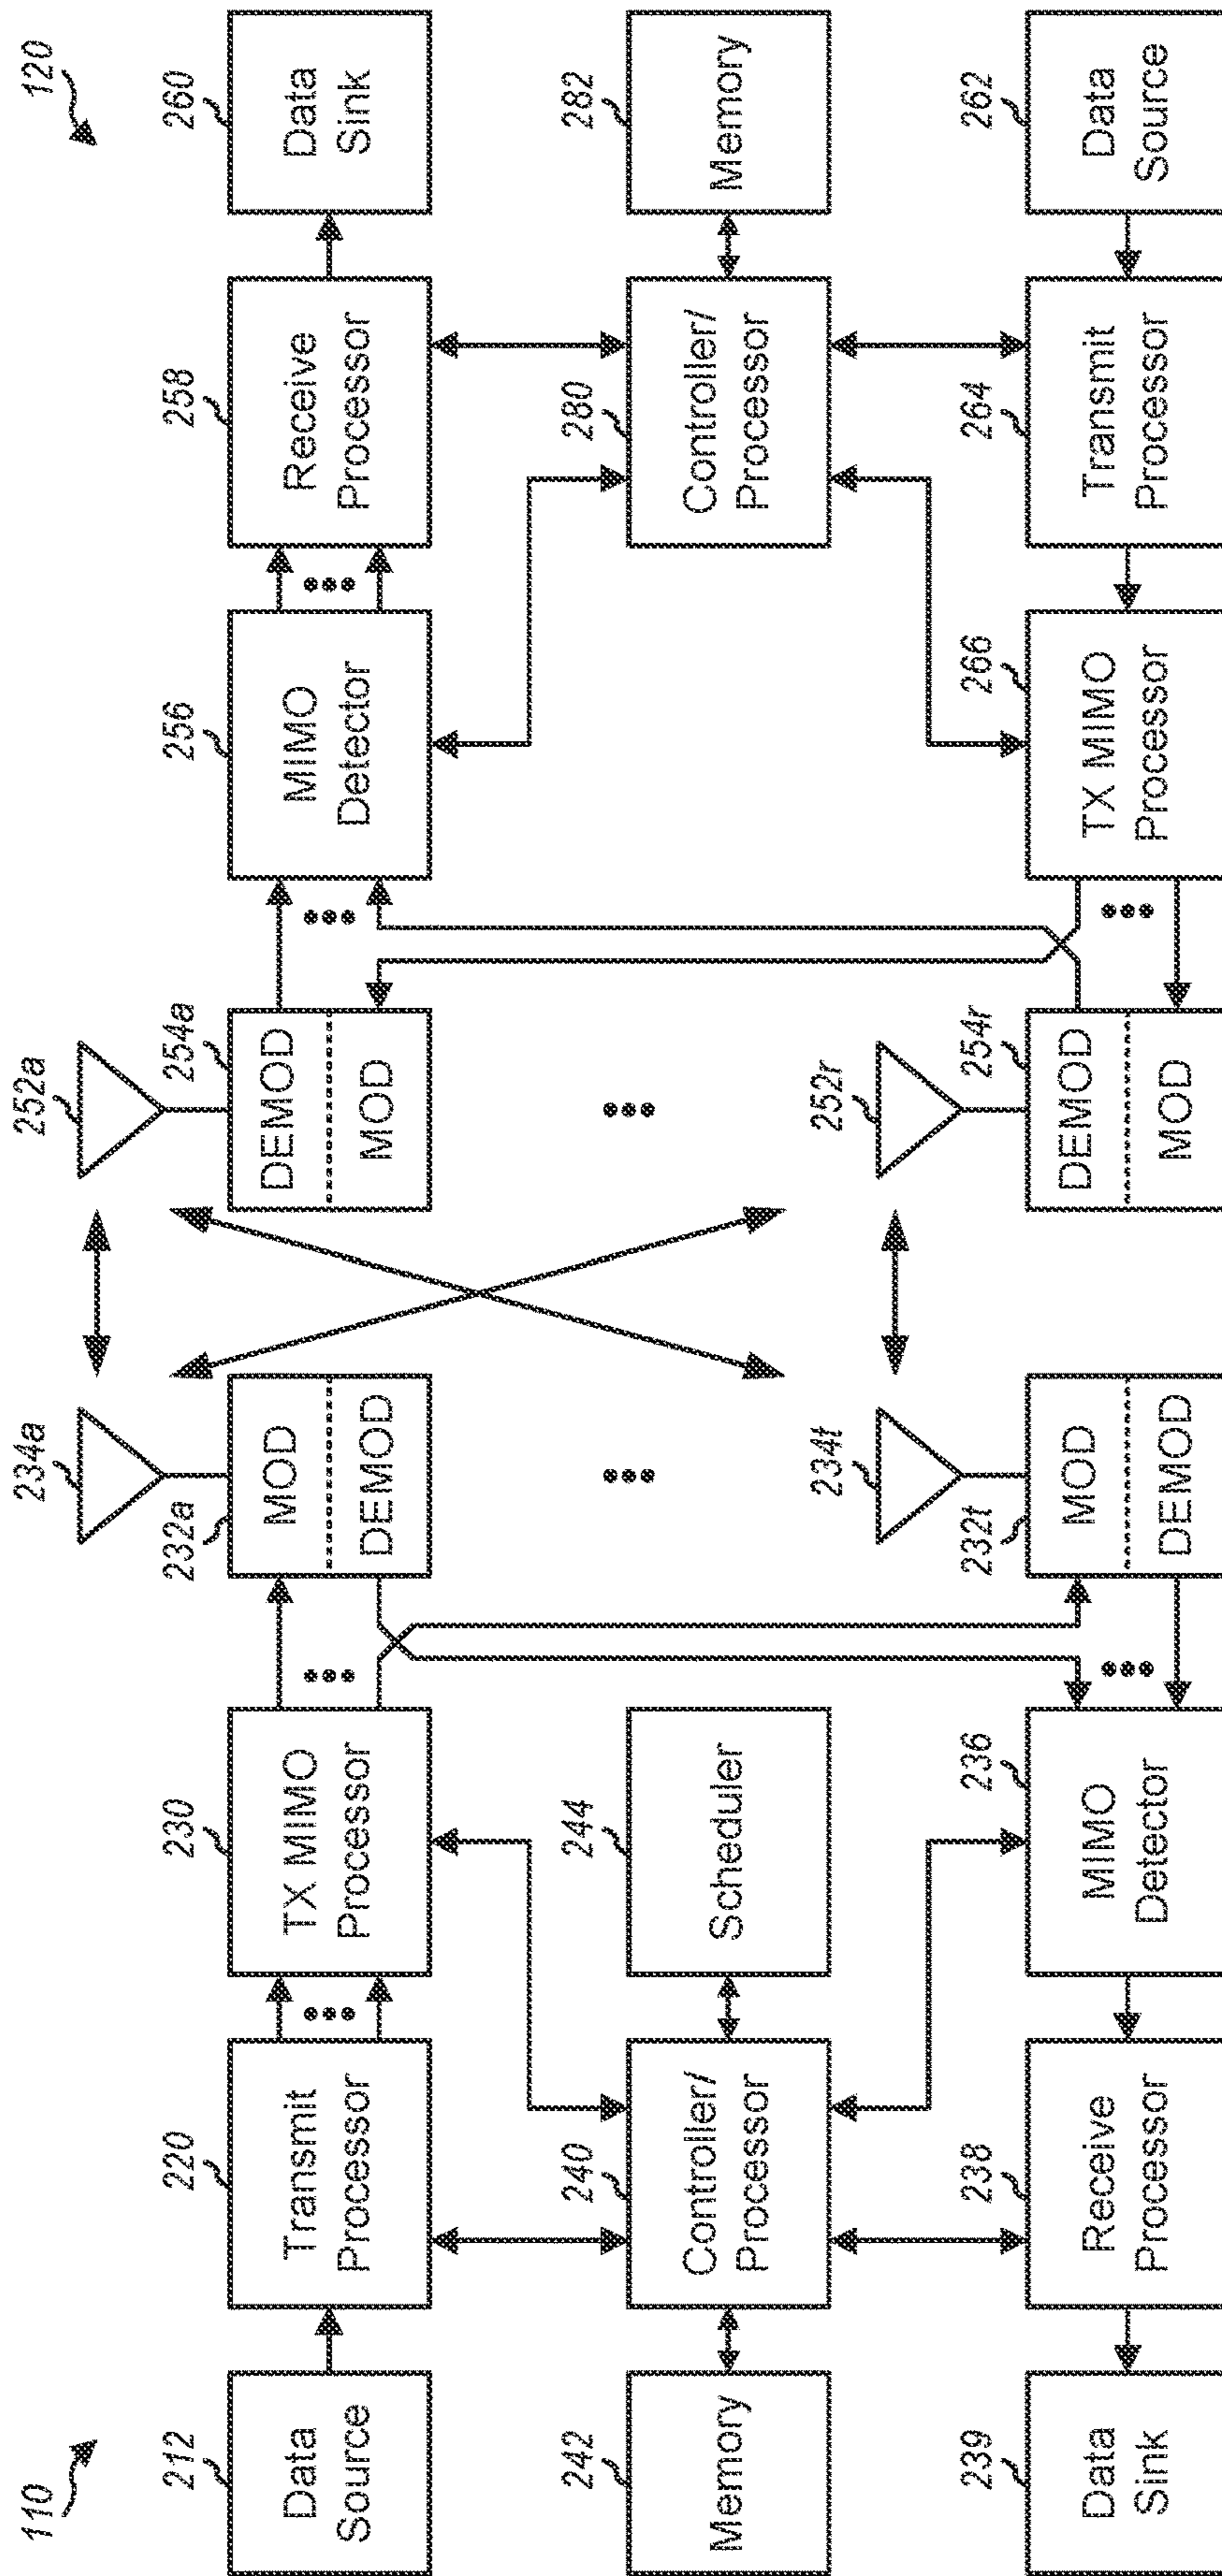 110
120
212
Data
Source
220
Transmit
Processor
230
TX MIMO
Processor
232a
MOD
DEMOD
234a
252a
254a
DEMOD
MOD
256
MIMO
Detector
258
Receive
Processor
260
Data
Sink
242
Memory
240
Controller/
Processor
244
Scheduler
280
Controller/
Processor
282
Memory
239
Data
Sink
238
Receive
Processor
236
MIMO
Detector
232t
MOD
DEMOD
234t
252r
254r
DEMOD
MOD
266
TX MIMO
Processor
264
Transmit
Processor
262
Data
Source